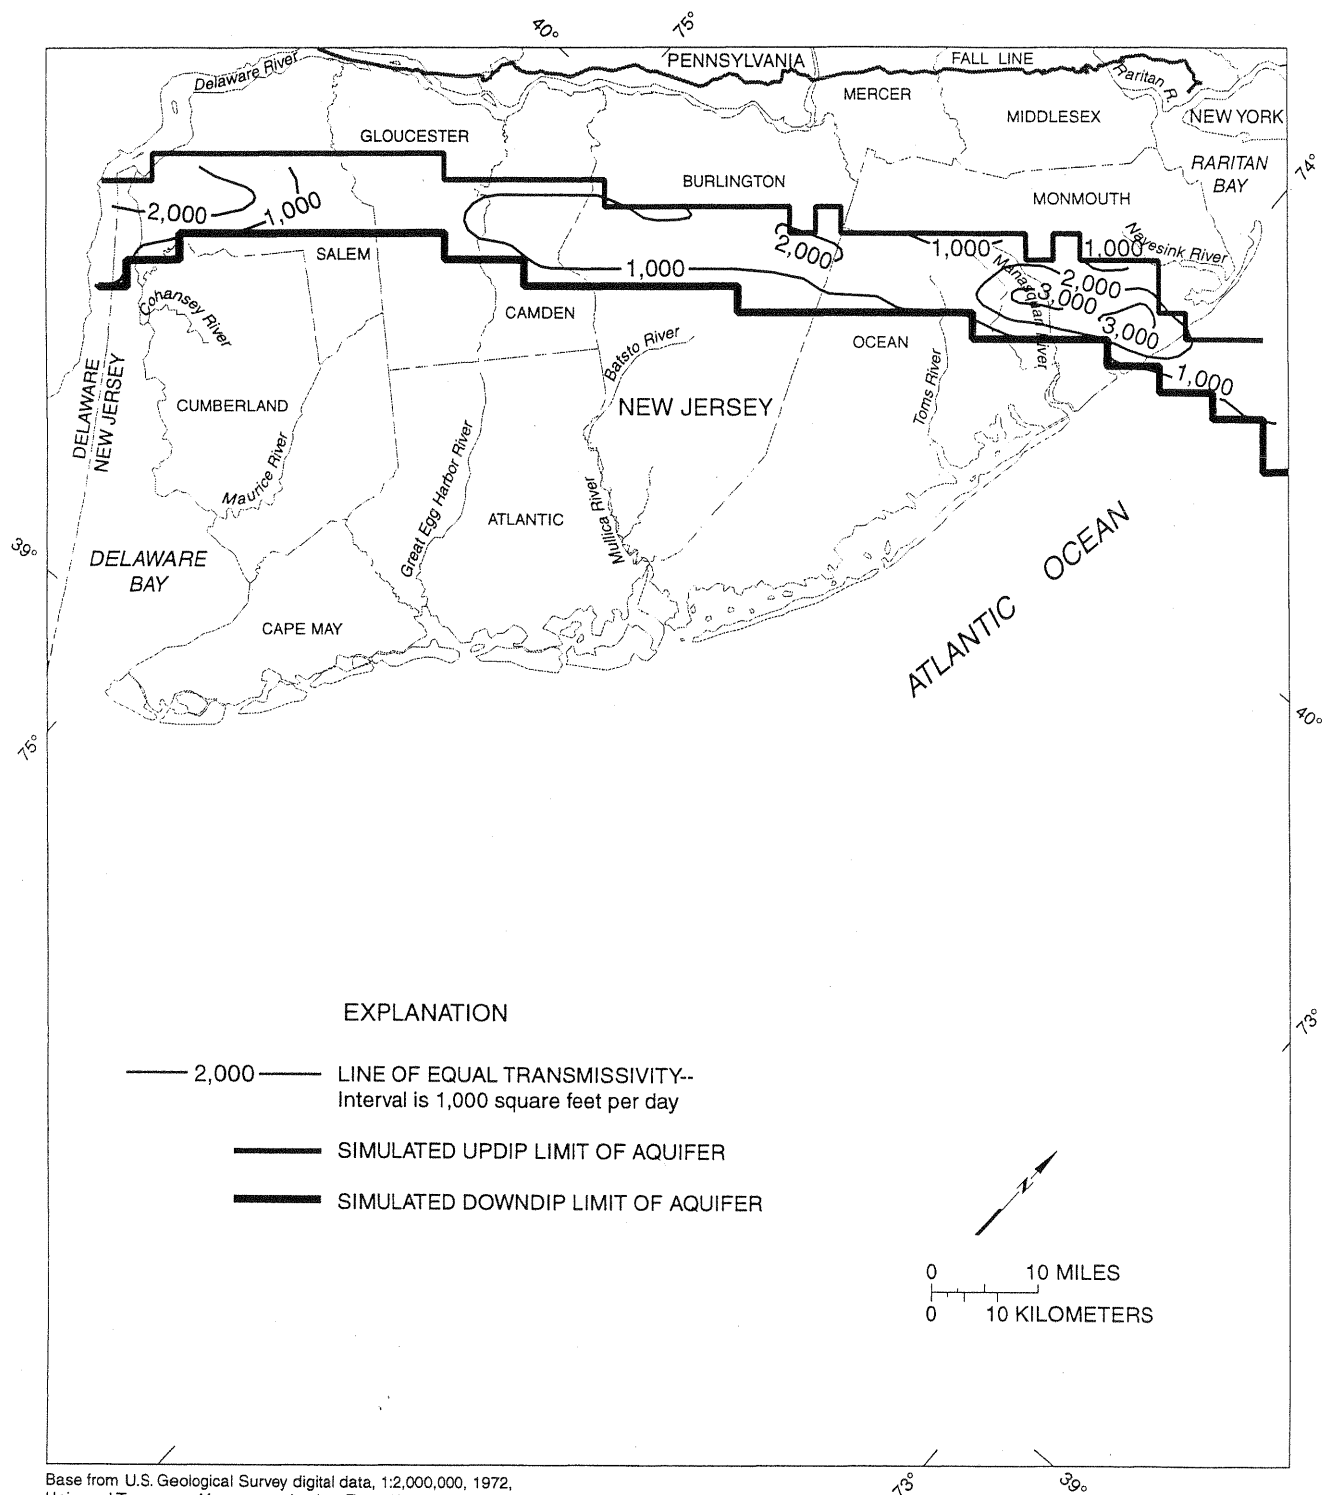 40°
75°
PENNSYLVANIA
FALL LINE
Delaware River
Raritan R.
MERCER
MIDDLESEX
NEW YORK
GLOUCESTER
RARITAN
BAY
74°
BURLINGTON
MONMOUTH
2,000
1,000
Navesink River
2,000
1,000
1,000
SALEM
1,000
Manasquan River
2,000
3,000
3,000
Cohansey River
CAMDEN
OCEAN
Batsto River
Toms River
1,000
DELAWARE
NEW JERSEY
CUMBERLAND
NEW JERSEY
Maurice River
Great Egg Harbor River
Mullica River
ATLANTIC
39°
DELAWARE
BAY
ATLANTIC OCEAN
CAPE MAY
75°
40°
73°
EXPLANATION
2,000
LINE OF EQUAL TRANSMISSIVITY--
Interval is 1,000 square feet per day
SIMULATED UPDIP LIMIT OF AQUIFER
SIMULATED DOWNDIP LIMIT OF AQUIFER
N
0 10 MILES
0 10 KILOMETERS
73°
39°
Base from U.S. Geological Survey digital data, 1:2,000,000, 1972,